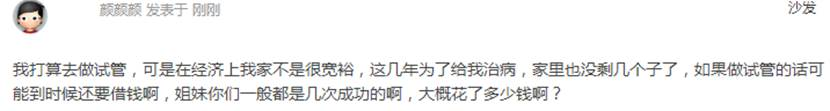 颜颜颜 发表于 刚刚
沙发
我打算去做试管，可是在经济上我家不是很宽裕，这几年为了给我治病，家里也没剩几个子了，如果做试管的话可
能到时候还要借钱啊，姐妹你们一般都是几次成功的啊，大概花了多少钱啊？